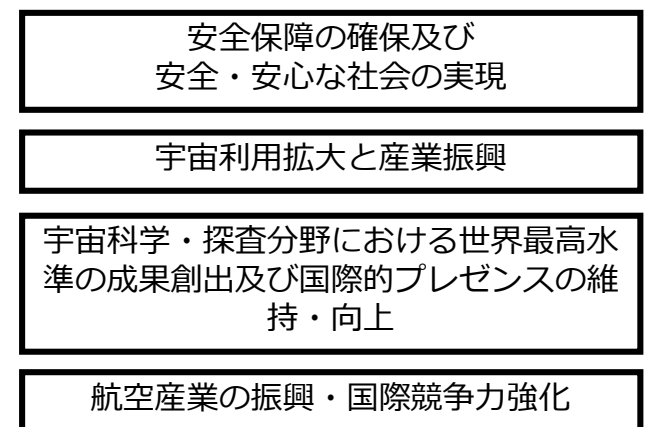 安全保障の確保及び
安全・安心な社会の実現
宇宙利用拡大と産業振興
宇宙科学・探査分野における世界最高水
準の成果創出及び国際的プレゼンスの維
持・向上
航空産業の振興・国際競争力強化